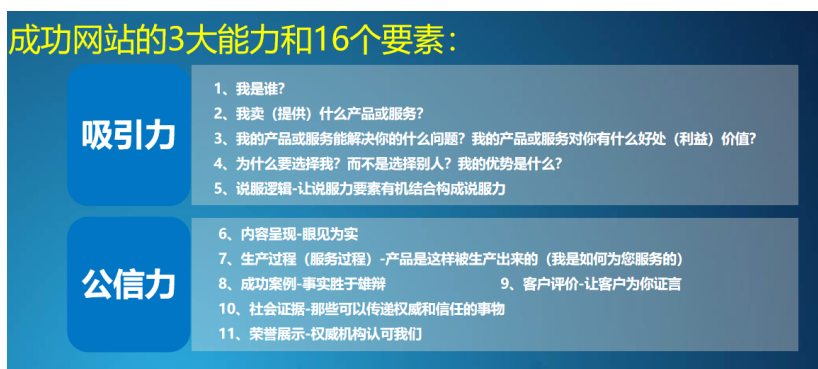 成功网站的3大能力和16个要素：
吸引力
1、我是谁？
2、我卖（提供）什么产品或服务？
3、我的产品或服务能解决你的什么问题？我的产品或服务对你有什么好处（利益）价值？
4、为什么要选择我？而不是选择别人？我的优势是什么？
5、说服逻辑-让说服力要素有机结合构成说服力
公信力
6、内容呈现-眼见为实
7、生产过程（服务过程）-产品是这样被生产出来的（我是如何为您服务的）
8、成功案例-事实胜于雄辩 9、客户评价-让客户为你证言
10、社会证据-那些可以传递权威和信任的事物
11、荣誉展示-权威机构认可我们